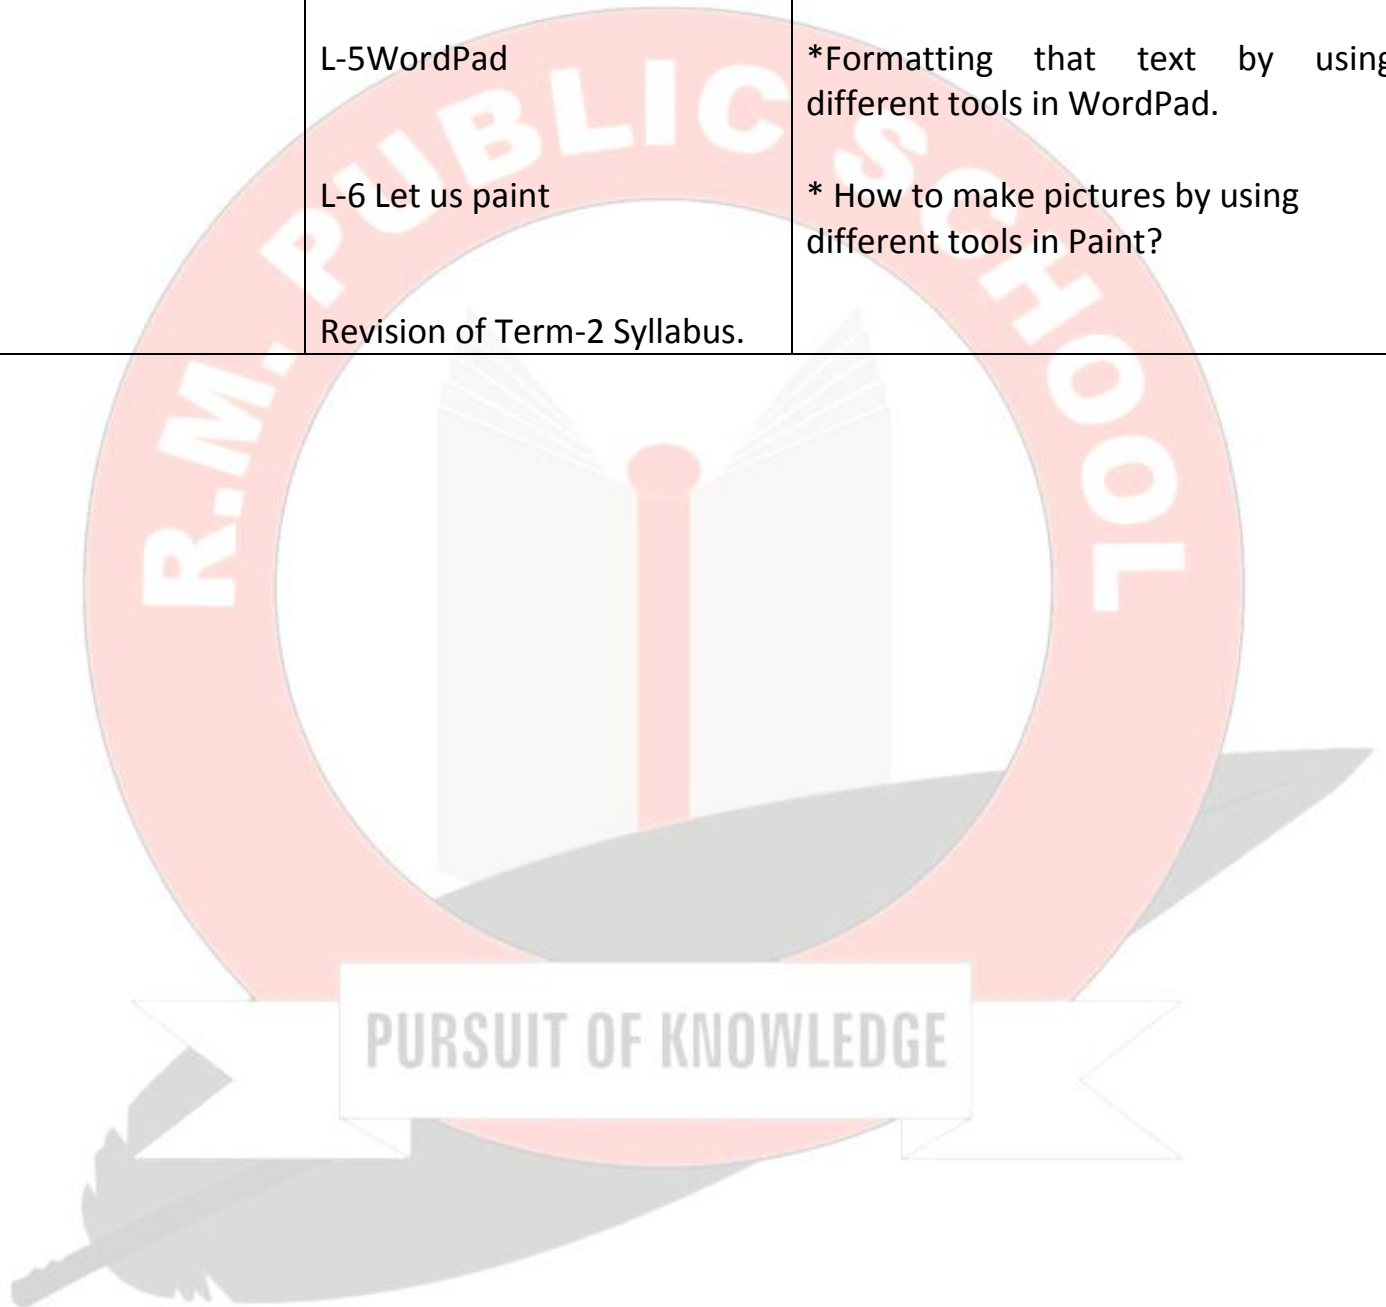 L-5WordPad
*Formatting that text by using
different tools in WordPad.
L-6 Let us paint
* How to make pictures by using
different tools in Paint?
Revision of Term-2 Syllabus.
R.M. PUBLIC SCHOOL
PURSUIT OF KNOWLEDGE